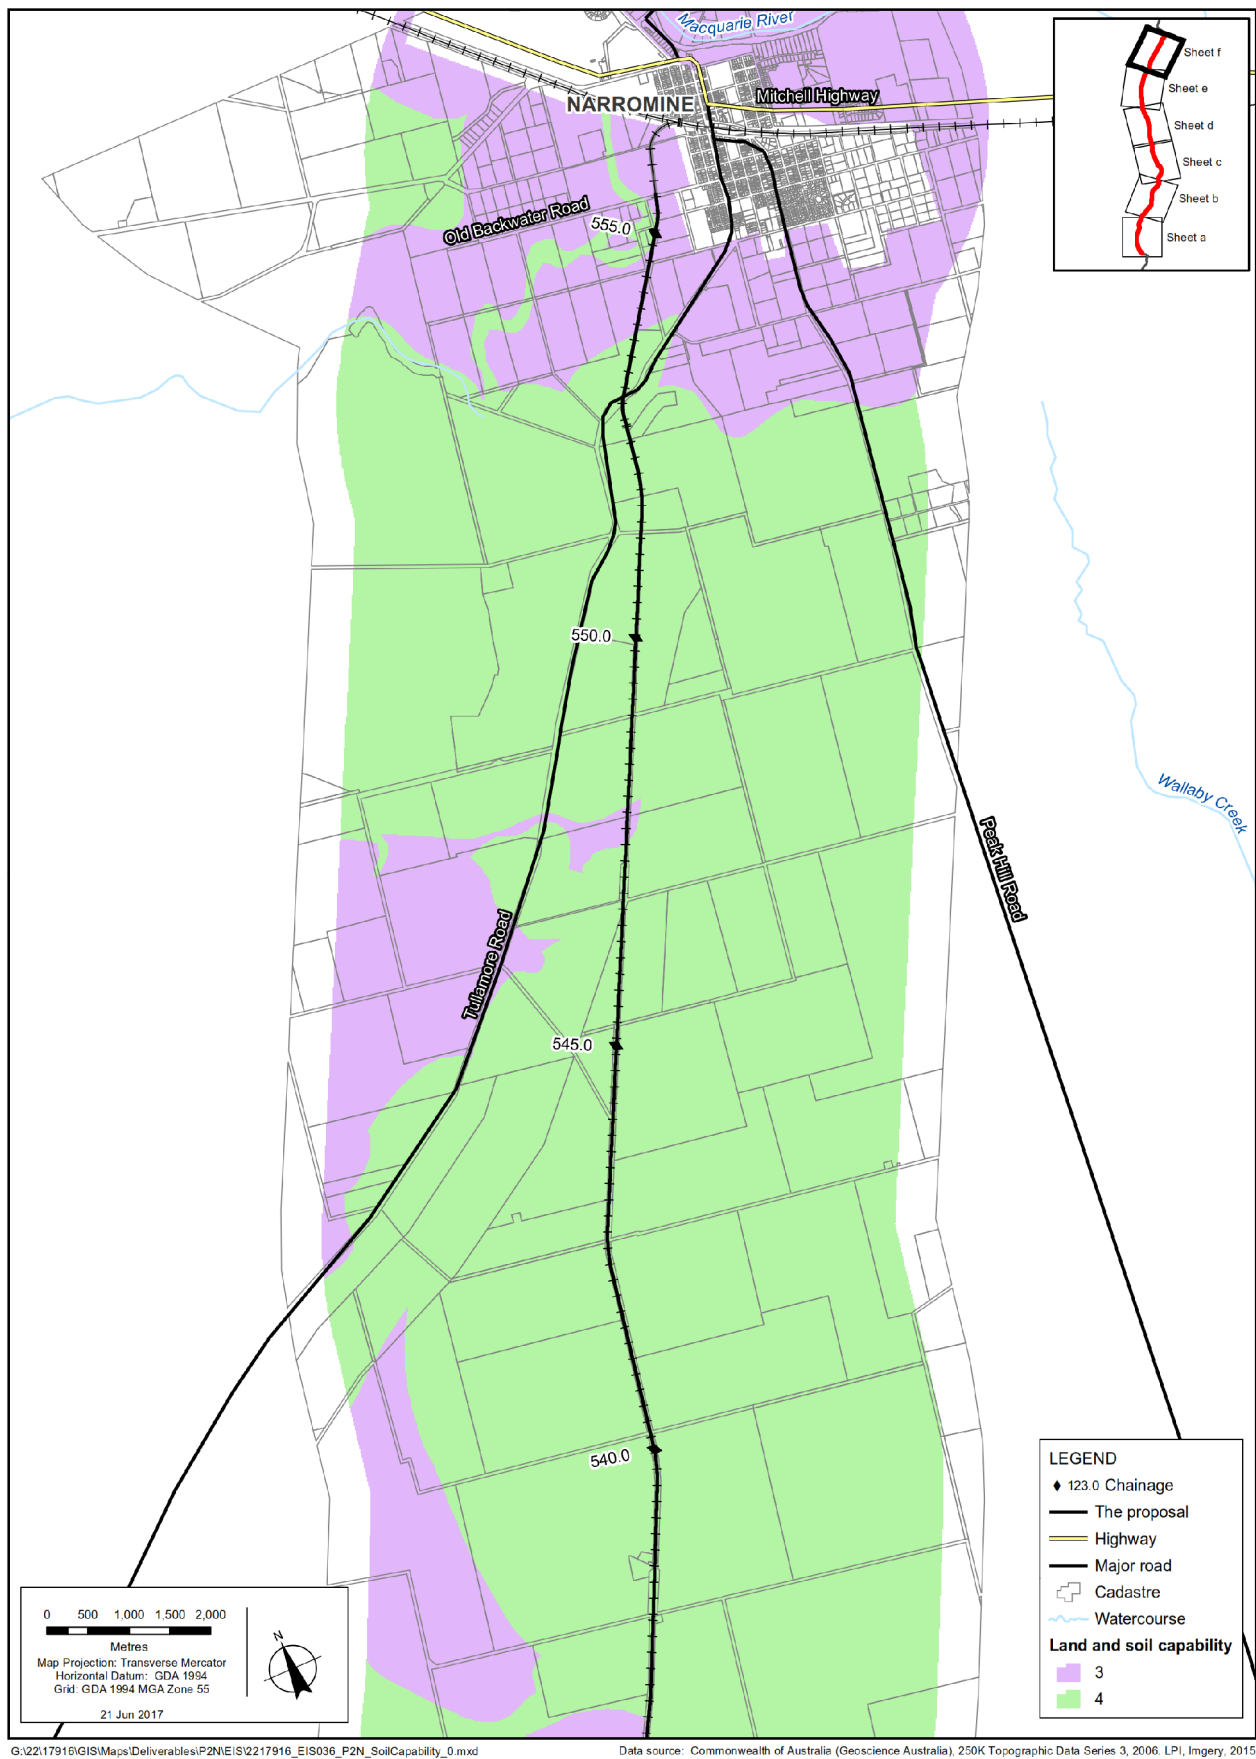 Macquarie River
Sheet f
Sheet e
Sheet d
Sheet c
Sheet b
Sheet a
NARROMINE
Mitchell Highway
Old Backwater Road
555.0
550.0
Wallaby Creek
Peak Hill Road
Tullamore Road
545.0
540.0
LEGEND
123.0 Chainage
The proposal
Highway
Major road
Cadastre
Watercourse
Land and soil capability
3
4
0 500 1,000 1,500 2,000
Metres
Map Projection: Transverse Mercator
Horizontal Datum: GDA 1994
Grid: GDA 1994 MGA Zone 55
21 Jun 2017
N
G:\22\17916\GIS\Maps\Deliverables\P2N\EIS\2217916_EIS036_P2N_SoilCapability_0.mxd
Data source: Commonwealth of Australia (Geoscience Australia), 250K Topographic Data Series 3, 2006. LPI, Imgery, 2015